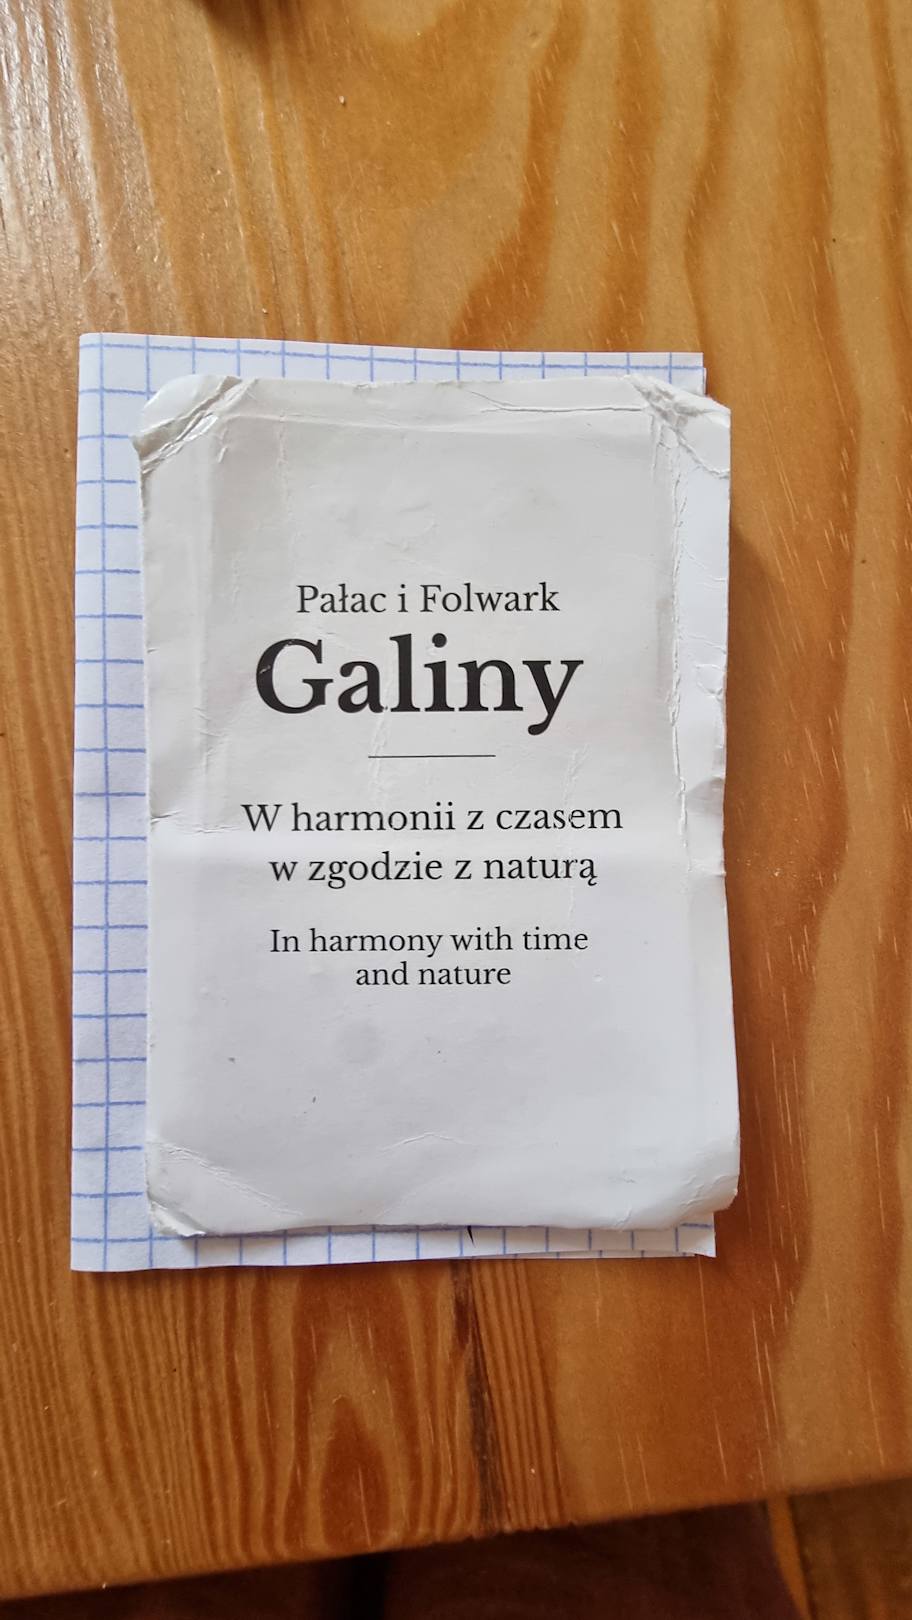 Pałac i Folwark
Galiny
W harmonii z czasem
w zgodzie z naturą
In harmony with time
and nature